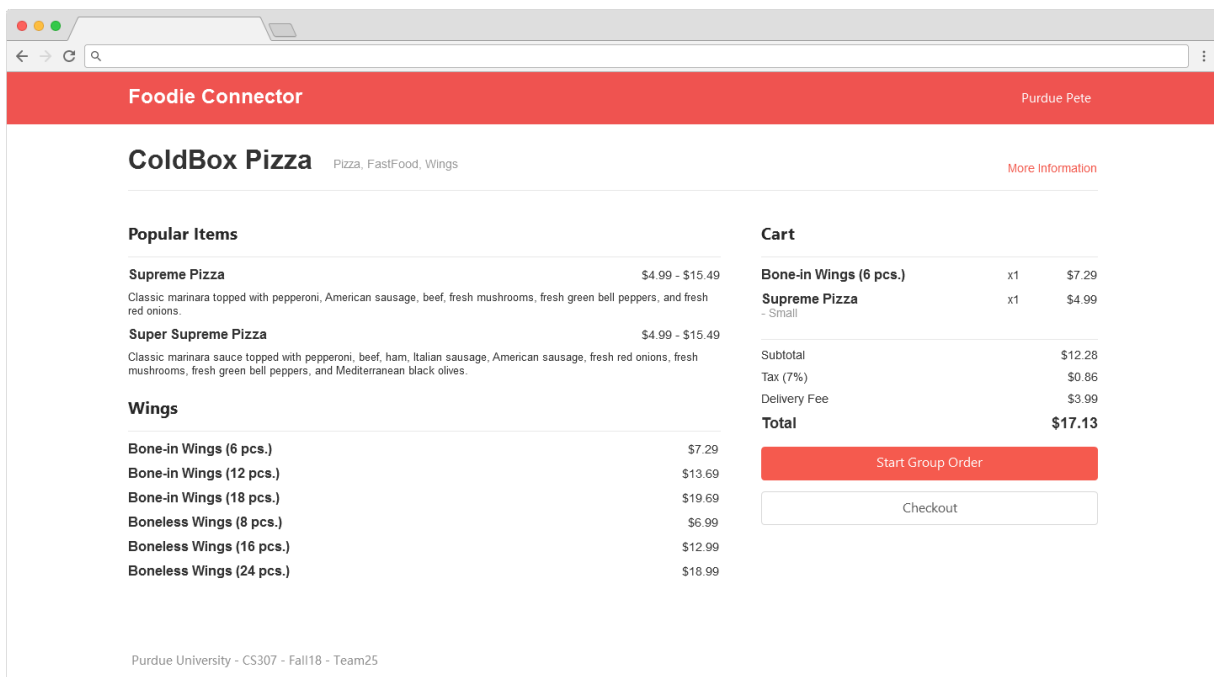 Foodie Connector
Purdue Pete
ColdBox Pizza Pizza, FastFood, Wings
More Information
Popular Items
Supreme Pizza $4.99 - $15.49
Classic marinara topped with pepperoni, American sausage, beef, fresh mushrooms, fresh green bell peppers, and fresh
red onions.
Super Supreme Pizza $4.99 - $15.49
Classic marinara sauce topped with pepperoni, beef, ham, Italian sausage, American sausage, fresh red onions, fresh
mushrooms, fresh green bell peppers, and Mediterranean black olives.
Wings
Bone-in Wings (6 pcs.) $7.29
Bone-in Wings (12 pcs.) $13.69
Bone-in Wings (18 pcs.) $19.69
Boneless Wings (8 pcs.) $6.99
Boneless Wings (16 pcs.) $12.99
Boneless Wings (24 pcs.) $18.99
Cart
Bone-in Wings (6 pcs.) x1 $7.29
Supreme Pizza x1 $4.99
- Small
Subtotal $12.28
Tax (7%) $0.86
Delivery Fee $3.99
Total $17.13
Start Group Order
Checkout
Purdue University - CS307 - Fall18 - Team25